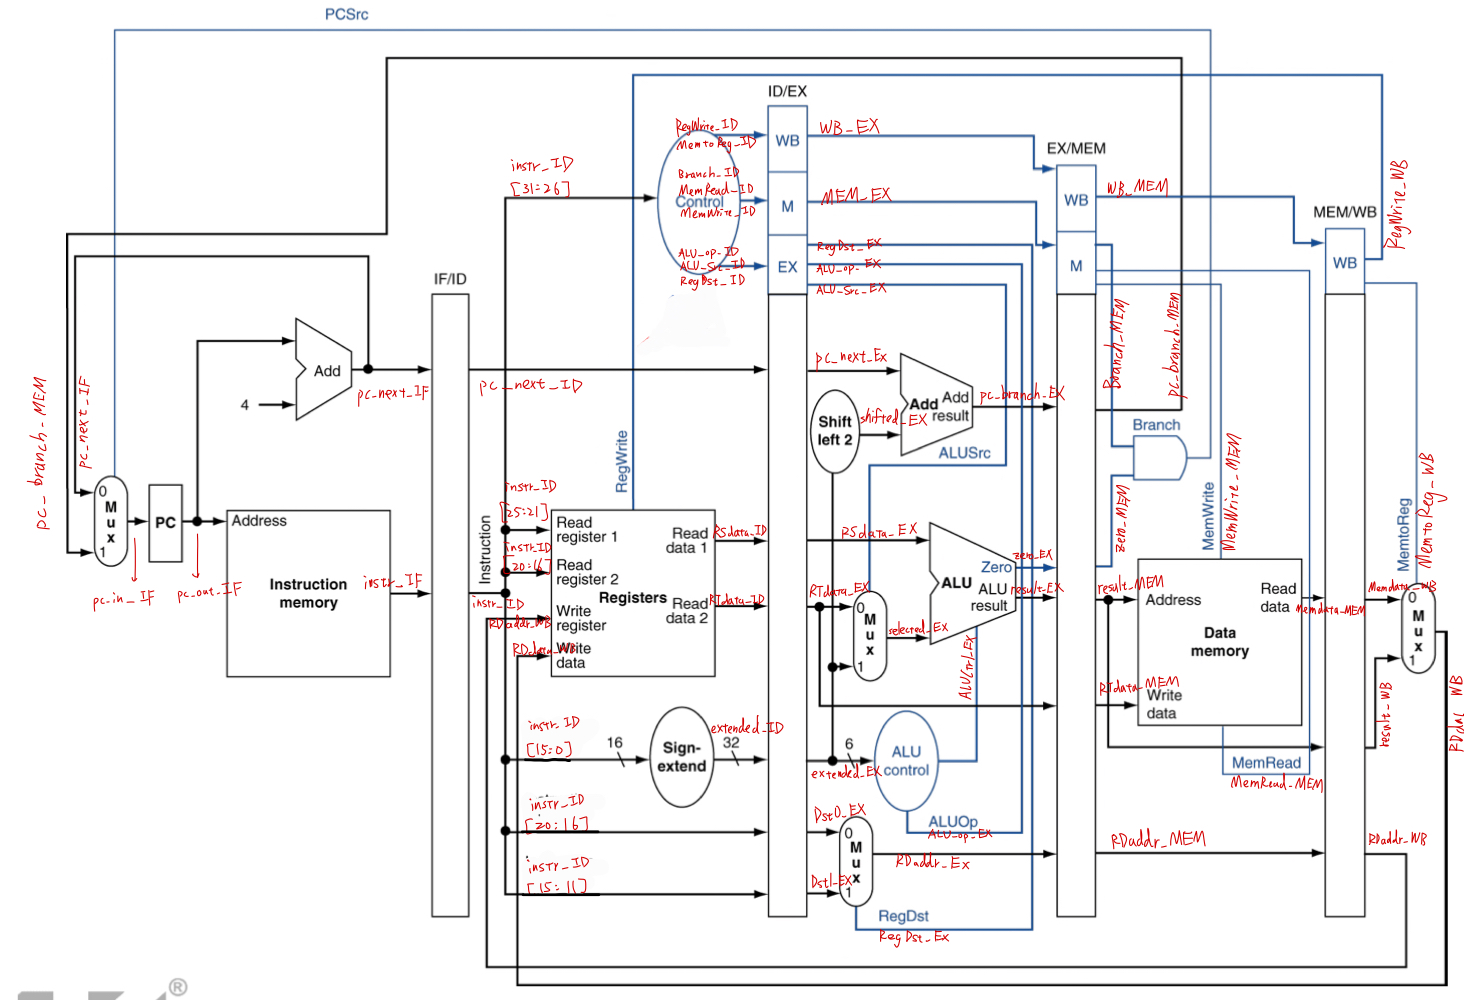 PCSrc
ID/EX
RegWrite_ID
MemtoReg_ID
WB
WB_EX
EX/MEM
instr_ID
[31:26]
Branch_ID
MemRead_ID
Control
MemWrite_ID
M
MEM_EX
WB
WB_MEM
RegWrite_WB
MEM/WB
ALU_op_ID
ALU_Src_ID
RegDst_ID
EX
RegDst_EX
ALU_op_EX
ALU_Src_EX
M
WB
IF/ID
Branch_MEM
pc_branch_MEM
pc_branch_MEM
pc_next_IF
Add
4
pc_next_IF
pc_next_ID
pc_next_Ex
Shift
left 2
shifted_EX
Add
Add
result
pc_branch_EX
ALUSrc
Branch
RegWrite
zero_MEM
MemWrite
MemWrite_MEM
MemtoReg
MemtoReg_WB
0
M
u
x
1
PC
pc_in_IF
pc_out_IF
Address
Instruction
memory
instr_IF
Instruction
instr_ID
instr_ID
[25:21]
instr_ID
[20:16]
RDaddr_WB
RDdata_WB
Read
register 1
Read
register 2
Write
register
Write
data
Registers
Read
data 1
Read
data 2
RSdata_ID
RTdata_ID
RSdata_EX
RTdata_EX
0
M
u
x
1
selected_EX
ALU
Zero
ALU
result
zero_EX
result_EX
ALUCtrl_EX
result_MEM
Address
Read
data
Data
memory
Write
data
RTdata_MEM
Memdata_MEM
Memdata_WB
0
M
u
x
1
result_WB
instr_ID
[15:0]
16
Sign-
extend
extended_ID
32
extended_EX
6
ALU
control
MemRead
MemRead_MEM
instr_ID
[20:16]
Dst0_EX
ALUOp
ALU_op_EX
instr_ID
[15:11]
Dst1_EX
0
M
u
x
1
RDaddr_Ex
RDaddr_MEM
RDaddr_WB
RegDst
RegDst_Ex
®